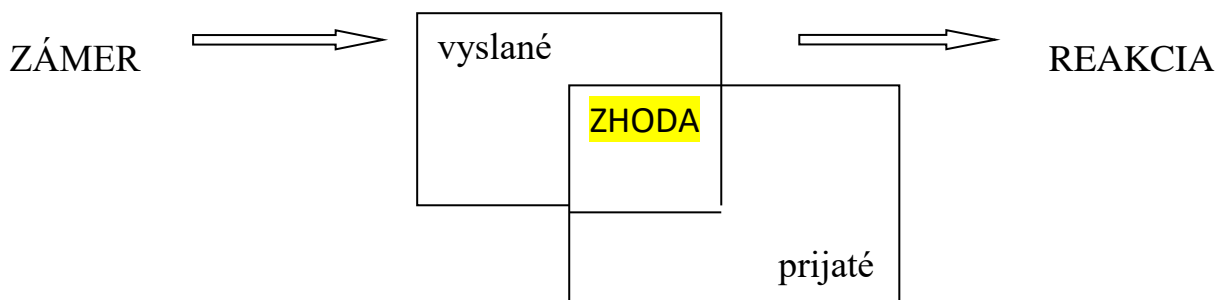 ZÁMER
vyslané
ZHODA
prijaté
REAKCIA